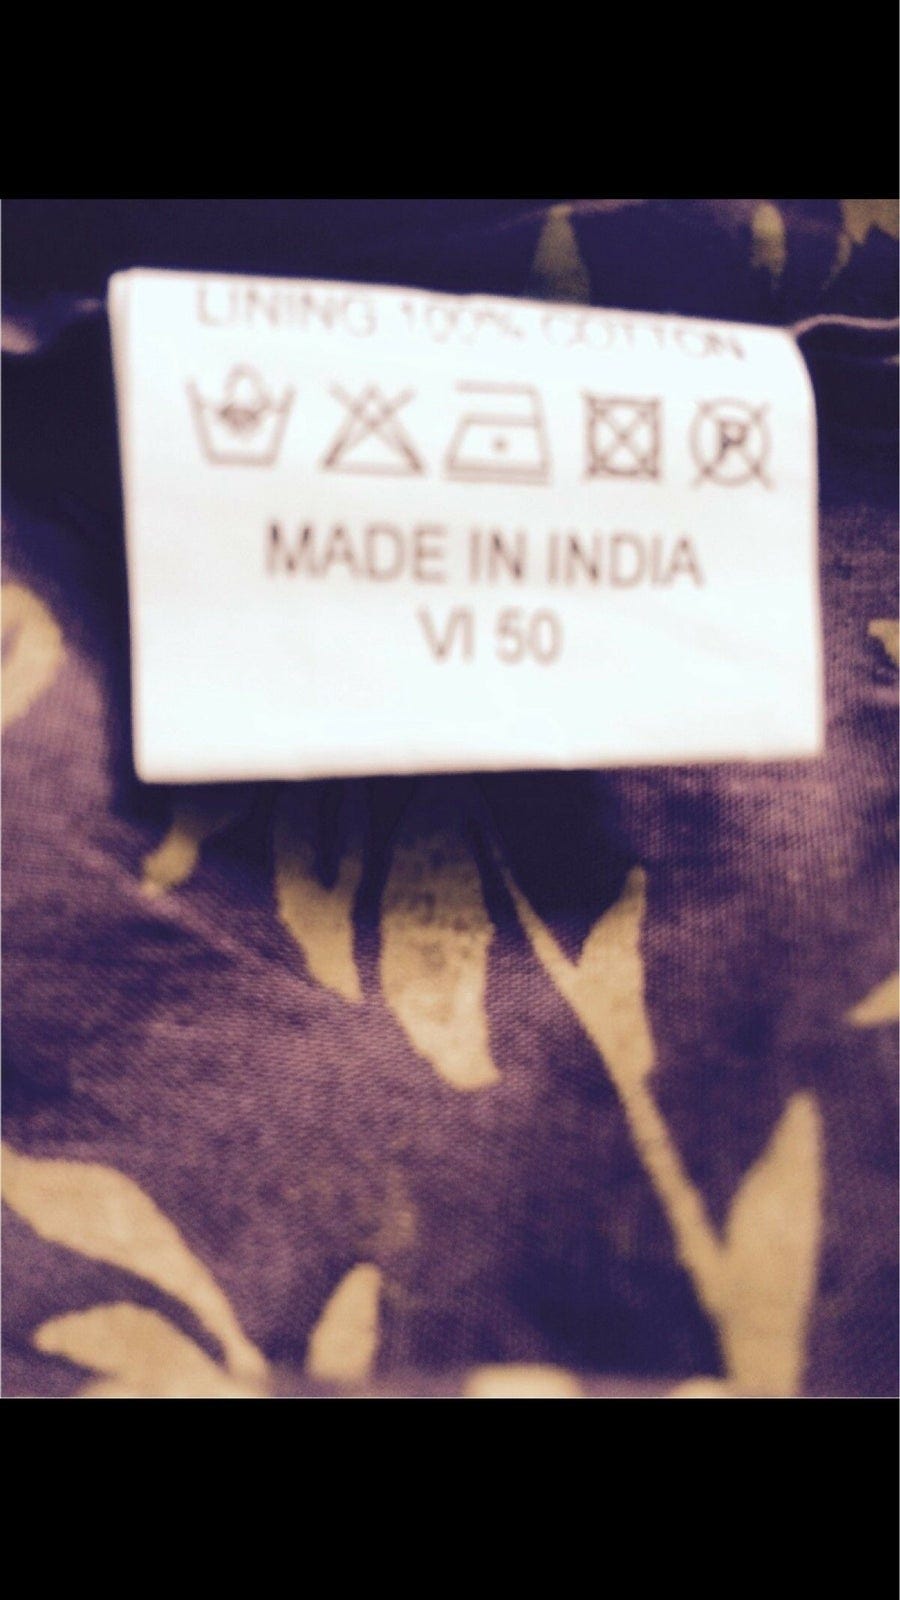 LINING 100% COTTON
P
MADE IN INDIA
VI 50